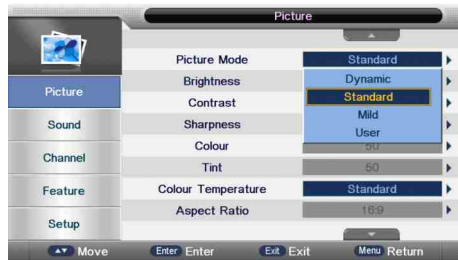 Picture
Picture
Sound
Channel
Feature
Setup
Picture Mode Standard
Brightness Dynamic
Contrast Standard
Sharpness Mild
User
Colour 50
Tint 50
Colour Temperature Standard
Aspect Ratio 16:9
Move Enter Enter Exit Exit Menu Return